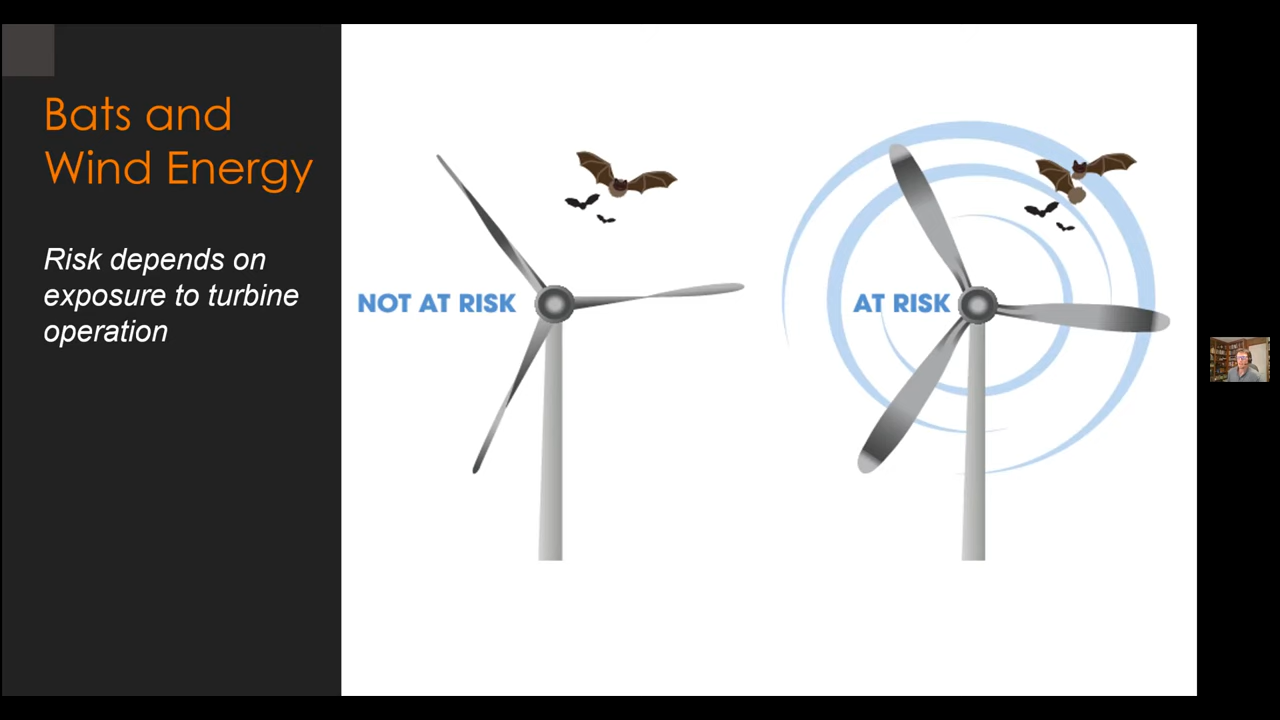 Bats and
Wind Energy
Risk depends on
exposure to turbine
operation
NOT AT RISK
AT RISK